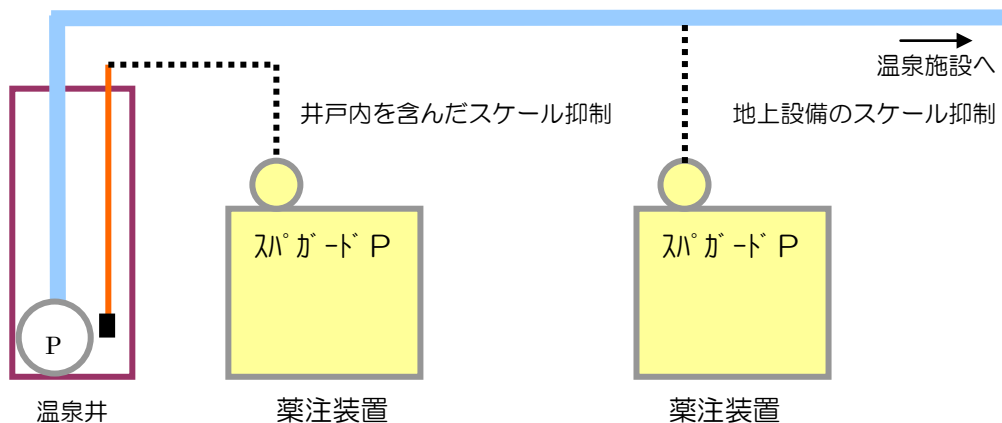 温泉施設へ
井戸内を含んだスケール抑制
地上設備のスケール抑制
ｽﾊﾟｶﾞｰﾄﾞＰ
ｽﾊﾟｶﾞｰﾄﾞＰ
P
温泉井
薬注装置
薬注装置